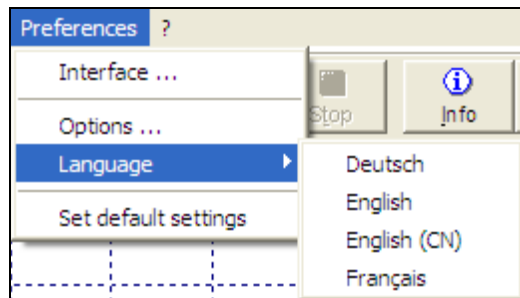 Preferences ?
Interface ...
Stop
Info
Options ...
Language
Deutsch
English
Set default settings
English (CN)
Français